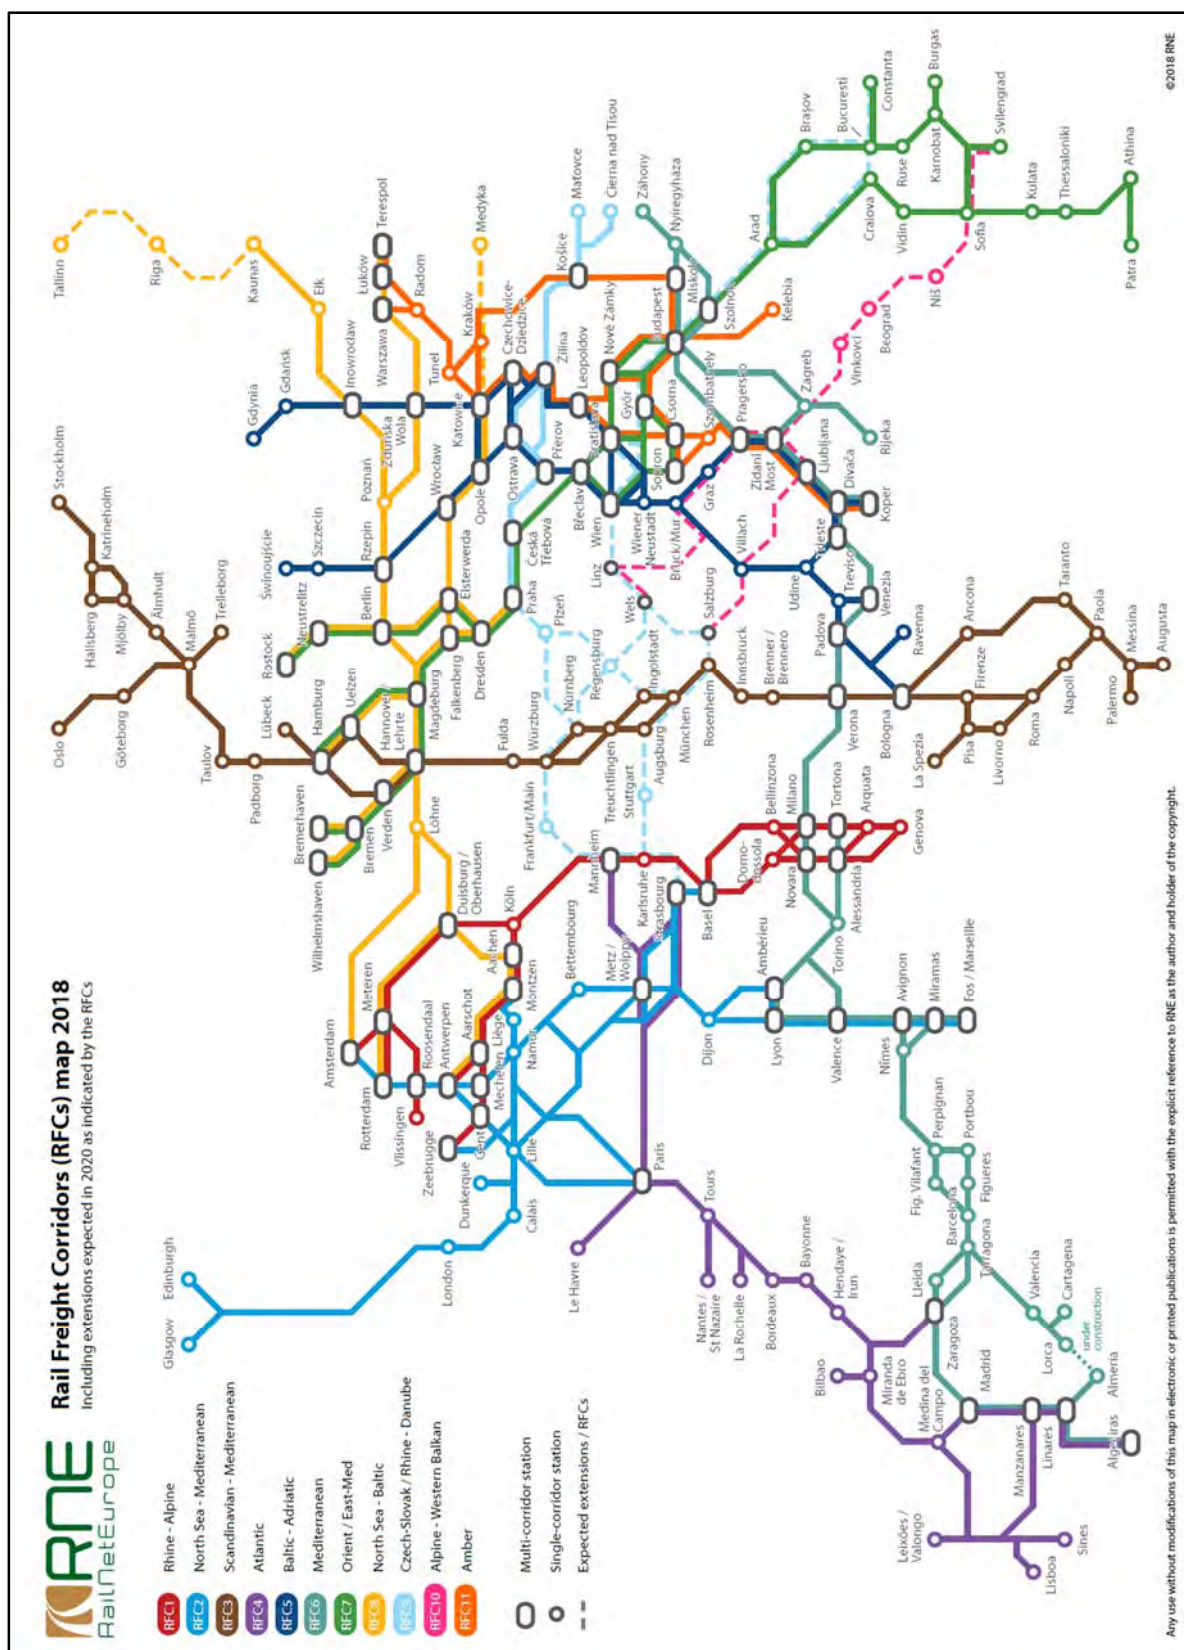 RNE
RailNetEurope
Rail Freight Corridors (RFCs) map 2018
Including extensions expected in 2020 as indicated by the RFCs
RFC1 Rhine - Alpine
RFC2 North Sea - Mediterranean
RFC3 Scandinavian - Mediterranean
RFC4 Atlantic
RFC5 Baltic - Adriatic
RFC6 Mediterranean
RFC7 Orient / East-Med
RFC8 North Sea - Baltic
RFC9 Czech-Slovak / Rhine - Danube
RFC10 Alpine - Western Balkan
RFC11 Amber
Multi-corridor station
Single-corridor station
Expected extensions / RFCs
Glasgow
Edinburgh
London
Calais
Dunkerque
Lille
Zeebrugge
Gent
Mechelen
Antwerpen
Aarschot
Vlissingen
Roosendaal
Rotterdam
Meteren
Amsterdam
Liège
Namur
Montzen
Aachen
Köln
Duisburg /
Oberhausen
Bettembourg
Metz /
Woippy
Strasbourg
Karlsruhe
Mannheim
Frankfurt/Main
Basel
Le Havre
Paris
Tours
Nantes /
St Nazaire
La Rochelle
Bordeaux
Bayonne
Hendaye /
Irun
Bilbao
Miranda
de Ebro
Medina del
Campo
Leixões /
Valongo
Lisboa
Sines
Manzanares
Madrid
Linares
Algeciras
Almería
under
construction
Lorca
Cartagena
Valencia
Tarragona
Barcelona
Lleida
Zaragoza
Figueres
Fig. Vilafant
Perpignan
Portbou
Nîmes
Avignon
Miramas
Fos / Marseille
Valence
Lyon
Ambérieu
Dijon
Torino
Alessandria
Novara
Domo-
dossola
Bellinzona
Milano
Tortona
Arquata
Genova
Wilhelmshaven
Bremerhaven
Bremen
Verden
Löhne
Hannover/
Lehrte
Hamburg
Uelzen
Lübeck
Padborg
Taulov
Oslo
Göteborg
Malmö
Trelleborg
Älmhult
Mjölby
Hallsberg
Katrineholm
Stockholm
Magdeburg
Fulda
Würzburg
Nürnberg
Treuchtlingen
Stuttgart
Augsburg
Ingolstadt
Regensburg
München
Rosenheim
Innsbruck
Brenner /
Brennero
Verona
Bologna
La Spezia
Pisa
Livorno
Firenze
Roma
Napoli
Ancona
Taranto
Paola
Messina
Palermo
Augusta
Ravenna
Padova
Venezia
Treviso
Udine
Trieste
Villach
Salzburg
Wels
Linz
Plzeň
Praha
Dresden
Falkenberg
Elsterwerda
Berlin
Neustrelitz
Rostock
Świnoujście
Szczecin
Rzepin
Poznań
Wrocław
Opole
Zduńska
Wola
Inowrocław
Gdynia
Gdańsk
Ełk
Kaunas
Riga
Tallinn
Warszawa
Łuków
Terespol
Radom
Tunel
Kraków
Medyka
Katowice
Czechowice-
Dziedzice
Ostrava
Česká
Třebová
Přerov
Břeclav
Žilina
Leopoldov
Bratislava
Wien
Wiener
Neustadt
Bruck/Mur
Graz
Sopron
Csorna
Győr
Nové Zámky
Budapest
Szombathely
Pragersko
Zidani
Most
Ljubljana
Divača
Koper
Zagreb
Rijeka
Vinkovci
Beograd
Niš
Košice
Maťovce
Čierna nad Tisou
Záhony
Nyíregyháza
Miskolc
Szolnok
Kelebia
Arad
Brașov
Bucuresti /
Constanta
Craiova
Vidin
Ruse
Karnobat
Burgas
Svilengrad
Sofia
Kulata
Thessaloniki
Athina
Patra
Any use without modifications of this map in electronic or printed publications is permitted with the explicit reference to RNE as the author and holder of the copyright.
©2018 RNE